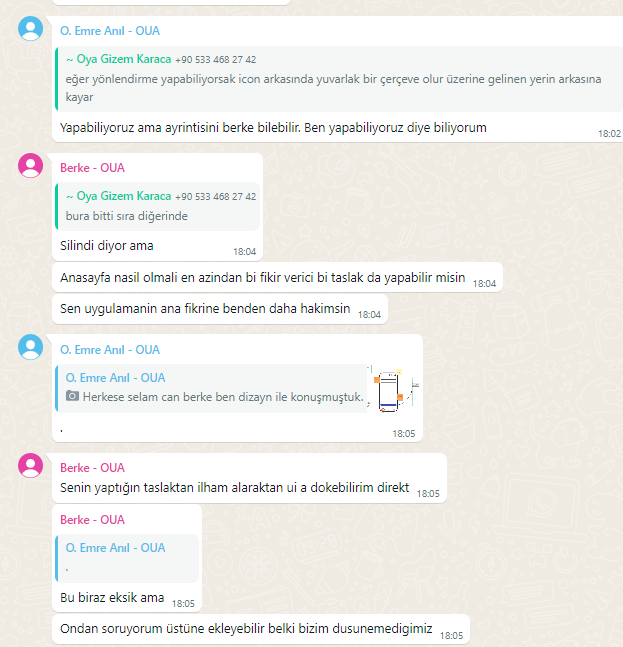 O. Emre Anıl - OUA
~ Oya Gizem Karaca +90 533 468 27 42
eğer yönlendirme yapabiliyorsak icon arkasında yuvarlak bir çerçeve olur üzerine gelinen yerin arkasına
kayar
Yapabiliyoruz ama ayrintisini berke bilebilir. Ben yapabiliyoruz diye biliyorum
18:02
Berke - OUA
~ Oya Gizem Karaca +90 533 468 27 42
bura bitti sıra diğerinde
Silindi diyor ama
18:04
Anasayfa nasil olmali en azindan bi fikir verici bi taslak da yapabilir misin 18:04
Sen uygulamanin ana fikrine benden daha hakimsin 18:04
O. Emre Anıl - OUA
O. Emre Anıl - OUA
Herkese selam can berke ben dizayn ile konuşmuştuk.
.
18:05
Berke - OUA
Senin yaptığın taslaktan ilham alaraktan ui a dokebilirim direkt 18:05
Berke - OUA
O. Emre Anıl - OUA
.
Bu biraz eksik ama 18:05
Ondan soruyorum üstüne ekleyebilir belki bizim dusunemedigimiz 18:05